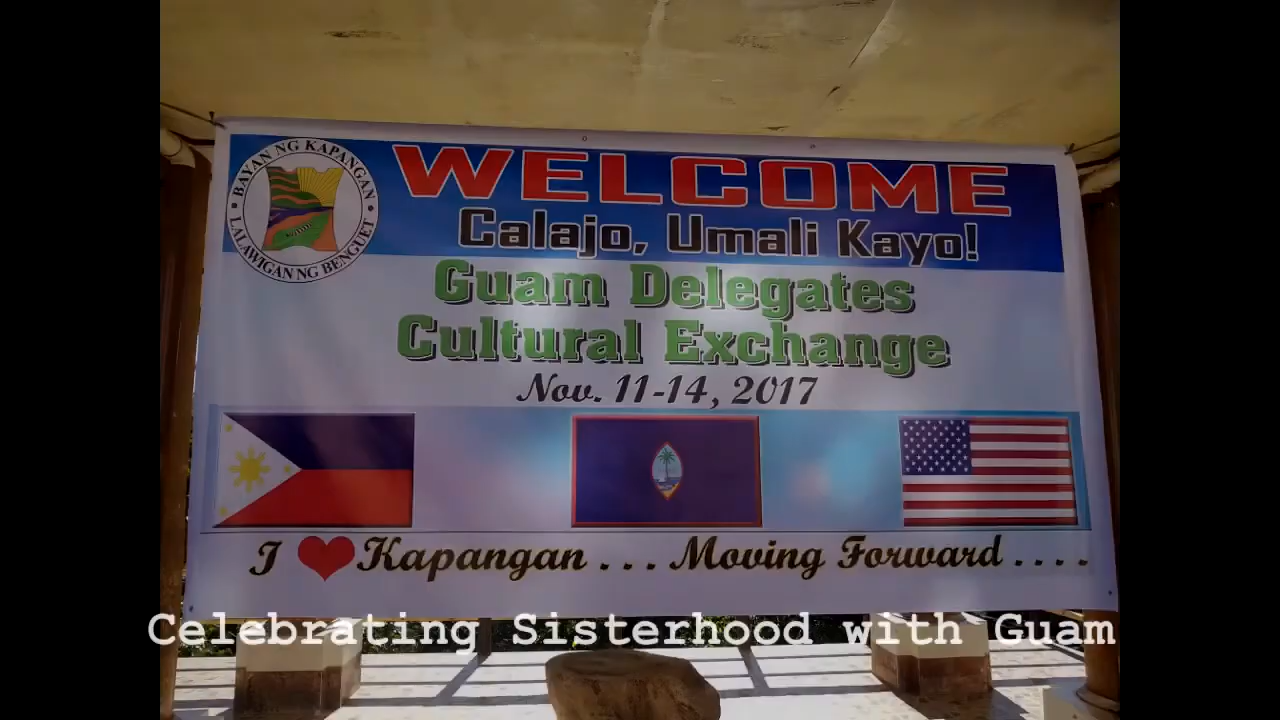 BAYAN NG KAPANGAN
LALAWIGAN NG BENGUET
WELCOME
Calajo, Umali Kayo!
Guam Delegates
Cultural Exchange
Nov. 11-14, 2017
I ❤ Kapangan . . . Moving Forward . . . .
Celebrating Sisterhood with Guam